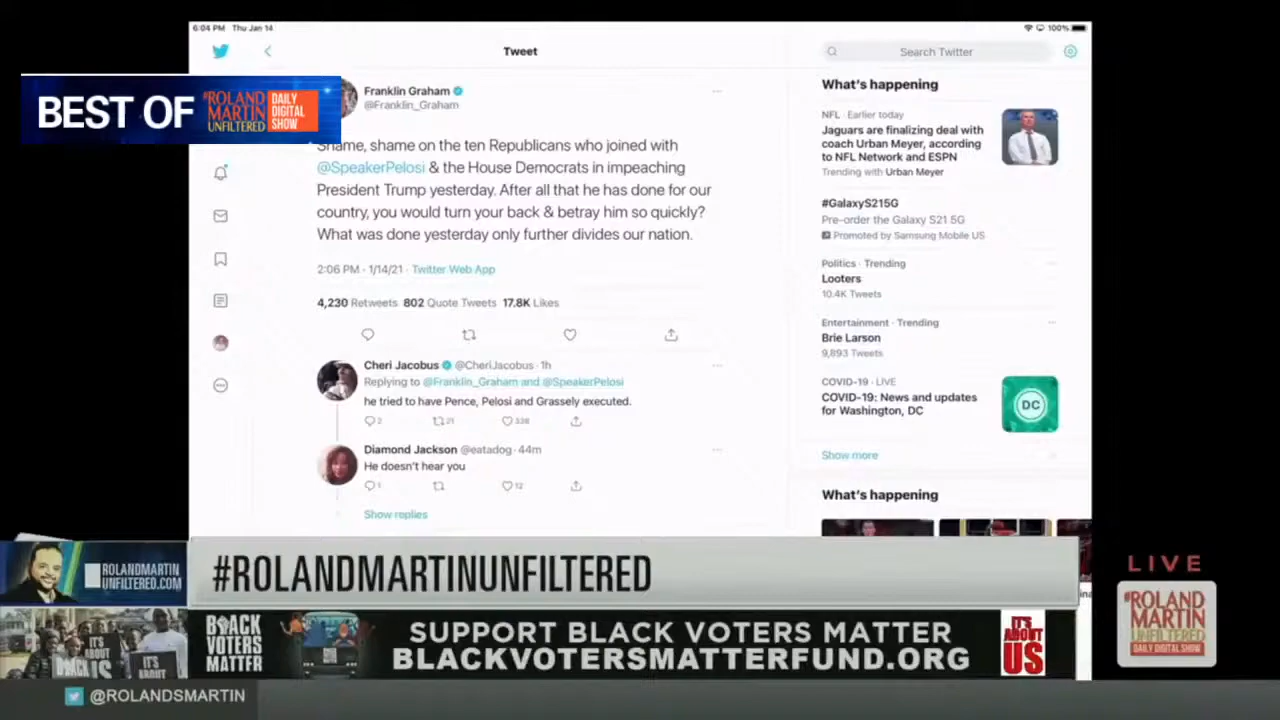 6:04 PM Thu Jan 14
100%
Tweet
Search Twitter
BEST OF
#ROLAND
MARTIN
UNFILTERED
DAILY
DIGITAL
SHOW
Franklin Graham
@Franklin_Graham
Shame, shame on the ten Republicans who joined with
@SpeakerPelosi & the House Democrats in impeaching
President Trump yesterday. After all that he has done for our
country, you would turn your back & betray him so quickly?
What was done yesterday only further divides our nation.
2:06 PM · 1/14/21 · Twitter Web App
4,230 Retweets 802 Quote Tweets 17.8K Likes
Cheri Jacobus @CheriJacobus · 1h
Replying to @Franklin_Graham and @SpeakerPelosi
he tried to have Pence, Pelosi and Grassely executed.
2 21 338
Diamond Jackson @eatadog · 44m
He doesn't hear you
1 12
Show replies
What's happening
NFL · Earlier today
Jaguars are finalizing deal with
coach Urban Meyer, according
to NFL Network and ESPN
Trending with Urban Meyer
#GalaxyS215G
Pre-order the Galaxy S21 5G
Promoted by Samsung Mobile US
Politics · Trending
Looters
10.4K Tweets
Entertainment · Trending
Brie Larson
9,893 Tweets
COVID-19 · LIVE
COVID-19: News and updates
for Washington, DC
DC
Show more
What's happening
ROLANDMARTIN
UNFILTERED.COM
#ROLANDMARTINUNFILTERED
LIVE
#ROLAND
MARTIN
UNFILTERED
DAILY DIGITAL SHOW
IT'S
ABOUT
US
IT'S
BLACK
VOTERS
MATTER
SUPPORT BLACK VOTERS MATTER
BLACKVOTERSMATTERFUND.ORG
IT'S
ABOUT
US
@ROLANDSMARTIN